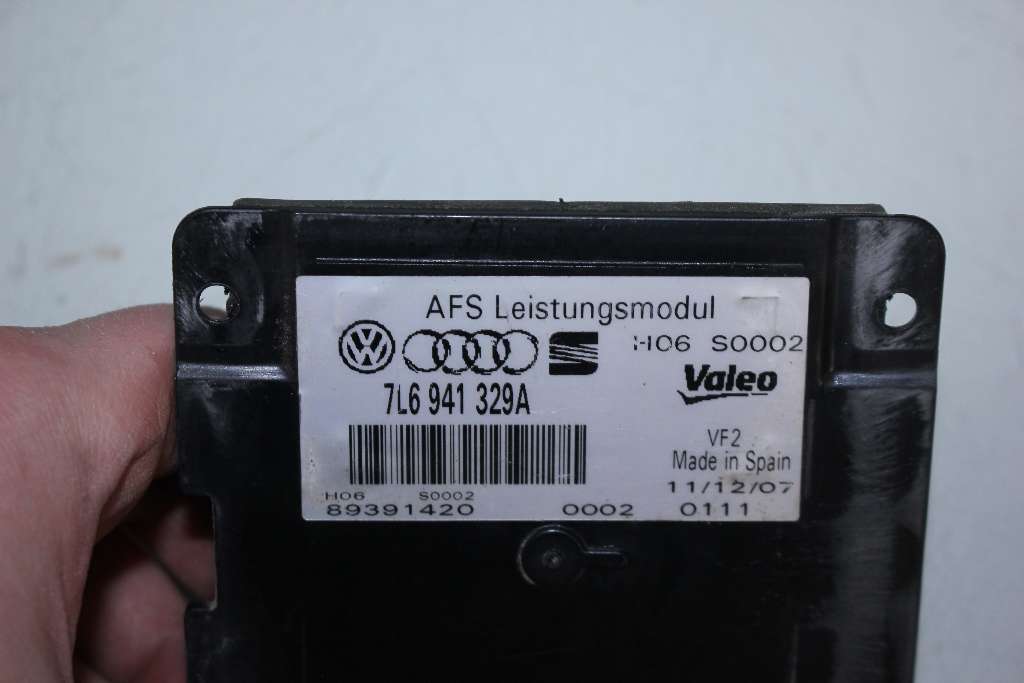 AFS Leistungsmodul
H06 S0002
7L6 941 329A
Valeo
VF2
Made in Spain
11/12/07
H06 S0002
89391420 0002 0111